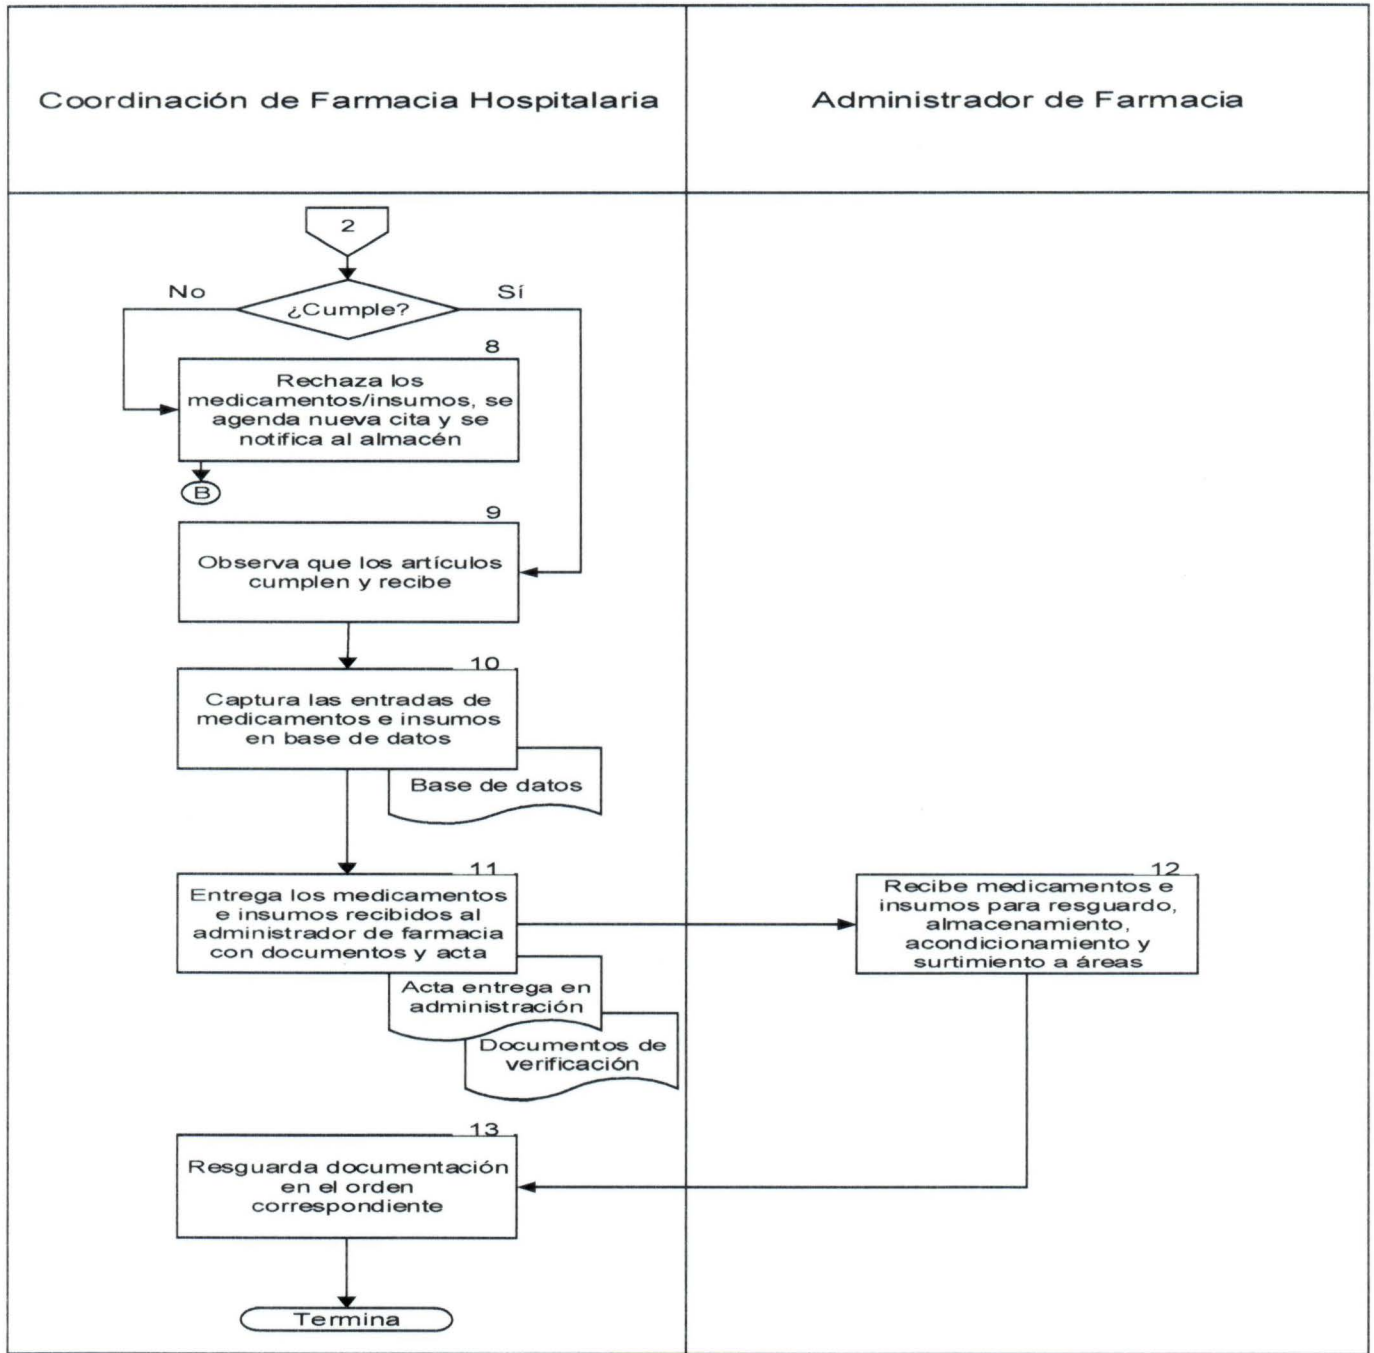 Coordinación de Farmacia Hospitalaria
Administrador de Farmacia
2
¿Cumple?
No
Sí
8
Rechaza los
medicamentos/insumos, se
agenda nueva cita y se
notifica al almacén
B
9
Observa que los artículos
cumplen y recibe
10
Captura las entradas de
medicamentos e insumos
en base de datos
Base de datos
11
Entrega los medicamentos
e insumos recibidos al
administrador de farmacia
con documentos y acta
Acta entrega en
administración
Documentos de
verificación
12
Recibe medicamentos e
insumos para resguardo,
almacenamiento,
acondicionamiento y
surtimiento a áreas
13
Resguarda documentación
en el orden
correspondiente
Termina